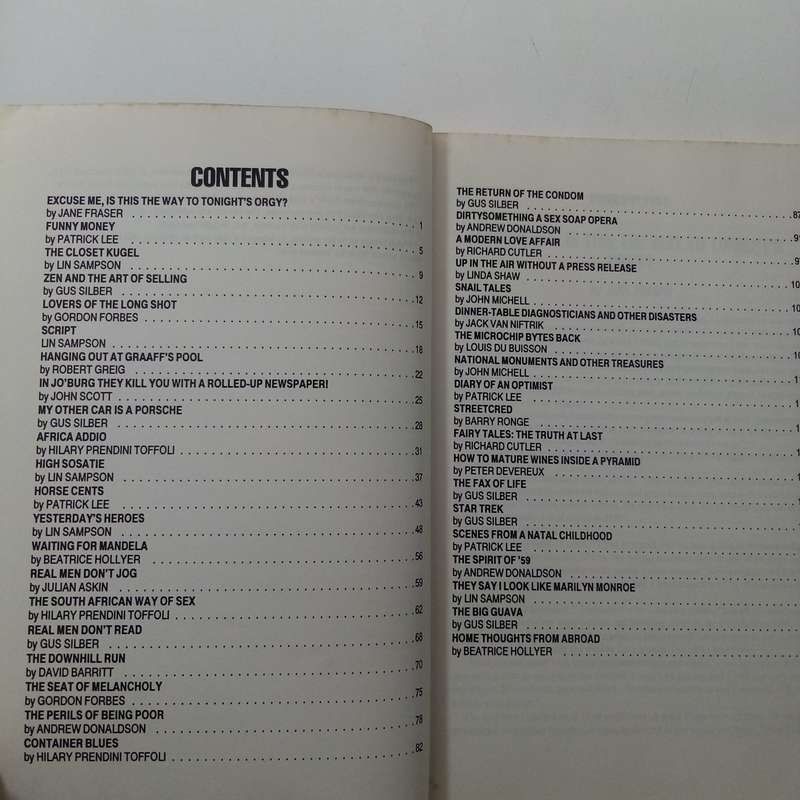 CONTENTS
EXCUSE ME, IS THIS THE WAY TO TONIGHT'S ORGY?
by JANE FRASER . . . . . . . . . . 1
FUNNY MONEY
by PATRICK LEE . . . . . . . . . . 5
THE CLOSET KUGEL
by LIN SAMPSON . . . . . . . . . . 9
ZEN AND THE ART OF SELLING
by GUS SILBER . . . . . . . . . . 12
LOVERS OF THE LONG SHOT
by GORDON FORBES . . . . . . . . . . 15
SCRIPT
LIN SAMPSON . . . . . . . . . . 18
HANGING OUT AT GRAAFF'S POOL
by ROBERT GREIG . . . . . . . . . . 22
IN JO'BURG THEY KILL YOU WITH A ROLLED-UP NEWSPAPER!
by JOHN SCOTT . . . . . . . . . . 25
MY OTHER CAR IS A PORSCHE
by GUS SILBER . . . . . . . . . . 28
AFRICA ADDIO
by HILARY PRENDINI TOFFOLI . . . . . . . . . . 31
HIGH SOSATIE
by LIN SAMPSON . . . . . . . . . . 37
HORSE CENTS
by PATRICK LEE . . . . . . . . . . 43
YESTERDAY'S HEROES
by LIN SAMPSON . . . . . . . . . . 48
WAITING FOR MANDELA
by BEATRICE HOLLYER . . . . . . . . . . 56
REAL MEN DON'T JOG
by JULIAN ASKIN . . . . . . . . . . 59
THE SOUTH AFRICAN WAY OF SEX
by HILARY PRENDINI TOFFOLI . . . . . . . . . . 62
REAL MEN DON'T READ
by GUS SILBER . . . . . . . . . . 68
THE DOWNHILL RUN
by DAVID BARRITT . . . . . . . . . . 70
THE SEAT OF MELANCHOLY
by GORDON FORBES . . . . . . . . . . 75
THE PERILS OF BEING POOR
by ANDREW DONALDSON . . . . . . . . . . 78
CONTAINER BLUES
by HILARY PRENDINI TOFFOLI . . . . . . . . . . 82
THE RETURN OF THE CONDOM
by GUS SILBER . . . . . . . . . . 87
DIRTYSOMETHING A SEX SOAP OPERA
by ANDREW DONALDSON . . . . . . . . . .
A MODERN LOVE AFFAIR
by RICHARD CUTLER . . . . . . . . . .
UP IN THE AIR WITHOUT A PRESS RELEASE
by LINDA SHAW . . . . . . . . . .
SNAIL TALES
by JOHN MICHELL . . . . . . . . . .
DINNER-TABLE DIAGNOSTICIANS AND OTHER DISASTERS
by JACK VAN NIFTRIK . . . . . . . . . .
THE MICROCHIP BYTES BACK
by LOUIS DU BUISSON . . . . . . . . . .
NATIONAL MONUMENTS AND OTHER TREASURES
by JOHN MICHELL . . . . . . . . . .
DIARY OF AN OPTIMIST
by PATRICK LEE . . . . . . . . . .
STREETCRED
by BARRY RONGE . . . . . . . . . .
FAIRY TALES: THE TRUTH AT LAST
by RICHARD CUTLER . . . . . . . . . .
HOW TO MATURE WINES INSIDE A PYRAMID
by PETER DEVEREUX . . . . . . . . . .
THE FAX OF LIFE
by GUS SILBER . . . . . . . . . .
STAR TREK
by GUS SILBER . . . . . . . . . .
SCENES FROM A NATAL CHILDHOOD
by PATRICK LEE . . . . . . . . . .
THE SPIRIT OF '59
by ANDREW DONALDSON . . . . . . . . . .
THEY SAY I LOOK LIKE MARILYN MONROE
by LIN SAMPSON . . . . . . . . . .
THE BIG GUAVA
by GUS SILBER . . . . . . . . . .
HOME THOUGHTS FROM ABROAD
by BEATRICE HOLLYER . . . . . . . . . .